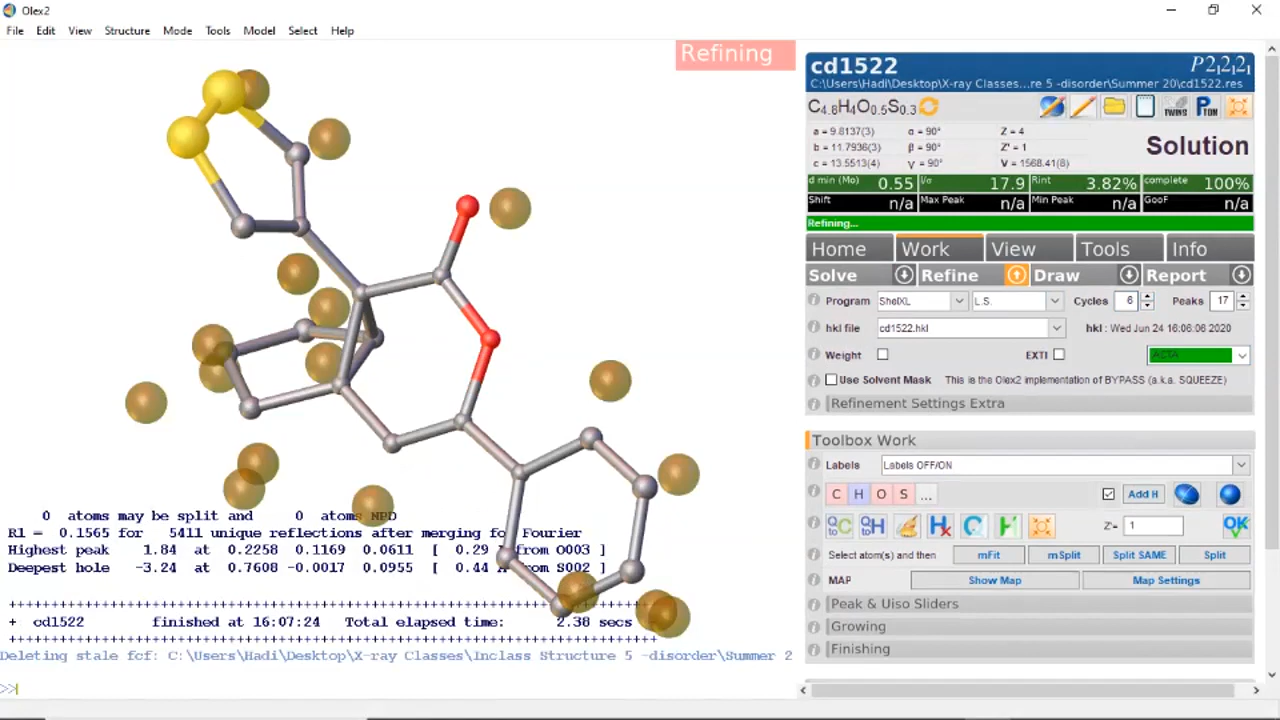 Olex2
File Edit View Structure Mode Tools Model Select Help
Refining
cd1522
P2₁2₁2₁
C:\Users\Hadi\Desktop\X-ray Classes...re 5 -disorder\Summer 20\cd1522.res
C4.8H4O0.5S0.3
TWINS
a = 9.8137(3) α = 90° Z = 4
b = 11.7936(3) β = 90° Z' = 1
c = 13.5513(4) γ = 90° V = 1568.41(8)
Solution
d min (Mo) 0.55 I/σ 17.9 Rint 3.82% complete 100%
Shift n/a Max Peak n/a Min Peak n/a GooF n/a
Refining...
Home Work View Tools Info
Solve Refine Draw Report
Program ShelXL L.S. Cycles 6 Peaks 17
hkl file cd1522.hkl hkl: Wed Jun 24 16:06:06 2020
Weight EXTI ACTA
Use Solvent Mask This is the Olex2 implementation of BYPASS (a.k.a. SQUEEZE)
Refinement Settings Extra
Toolbox Work
Labels Labels OFF/ON
C H O S ... Add H
QC QH Z'= 1 OK
Select atom(s) and then mFit mSplit Split SAME Split
MAP Show Map Map Settings
Peak & Uiso Sliders
Growing
Finishing
0 atoms may be split and 0 atoms NPD
R1 = 0.1565 for 5411 unique reflections after merging for Fourier
Highest peak 1.84 at 0.2258 0.1169 0.0611 [ 0.29 A from O003 ]
Deepest hole -3.24 at 0.7608 -0.0017 0.0955 [ 0.44 A from S002 ]
+++++++++++++++++++++++++++++++++++++++++++++++++++++++++++++++++
+ cd1522 finished at 16:07:24 Total elapsed time: 2.38 secs +
+++++++++++++++++++++++++++++++++++++++++++++++++++++++++++++++++
Deleting stale fcf: C:\Users\Hadi\Desktop\X-ray Classes\Inclass Structure 5 -disorder\Summer 2
>>